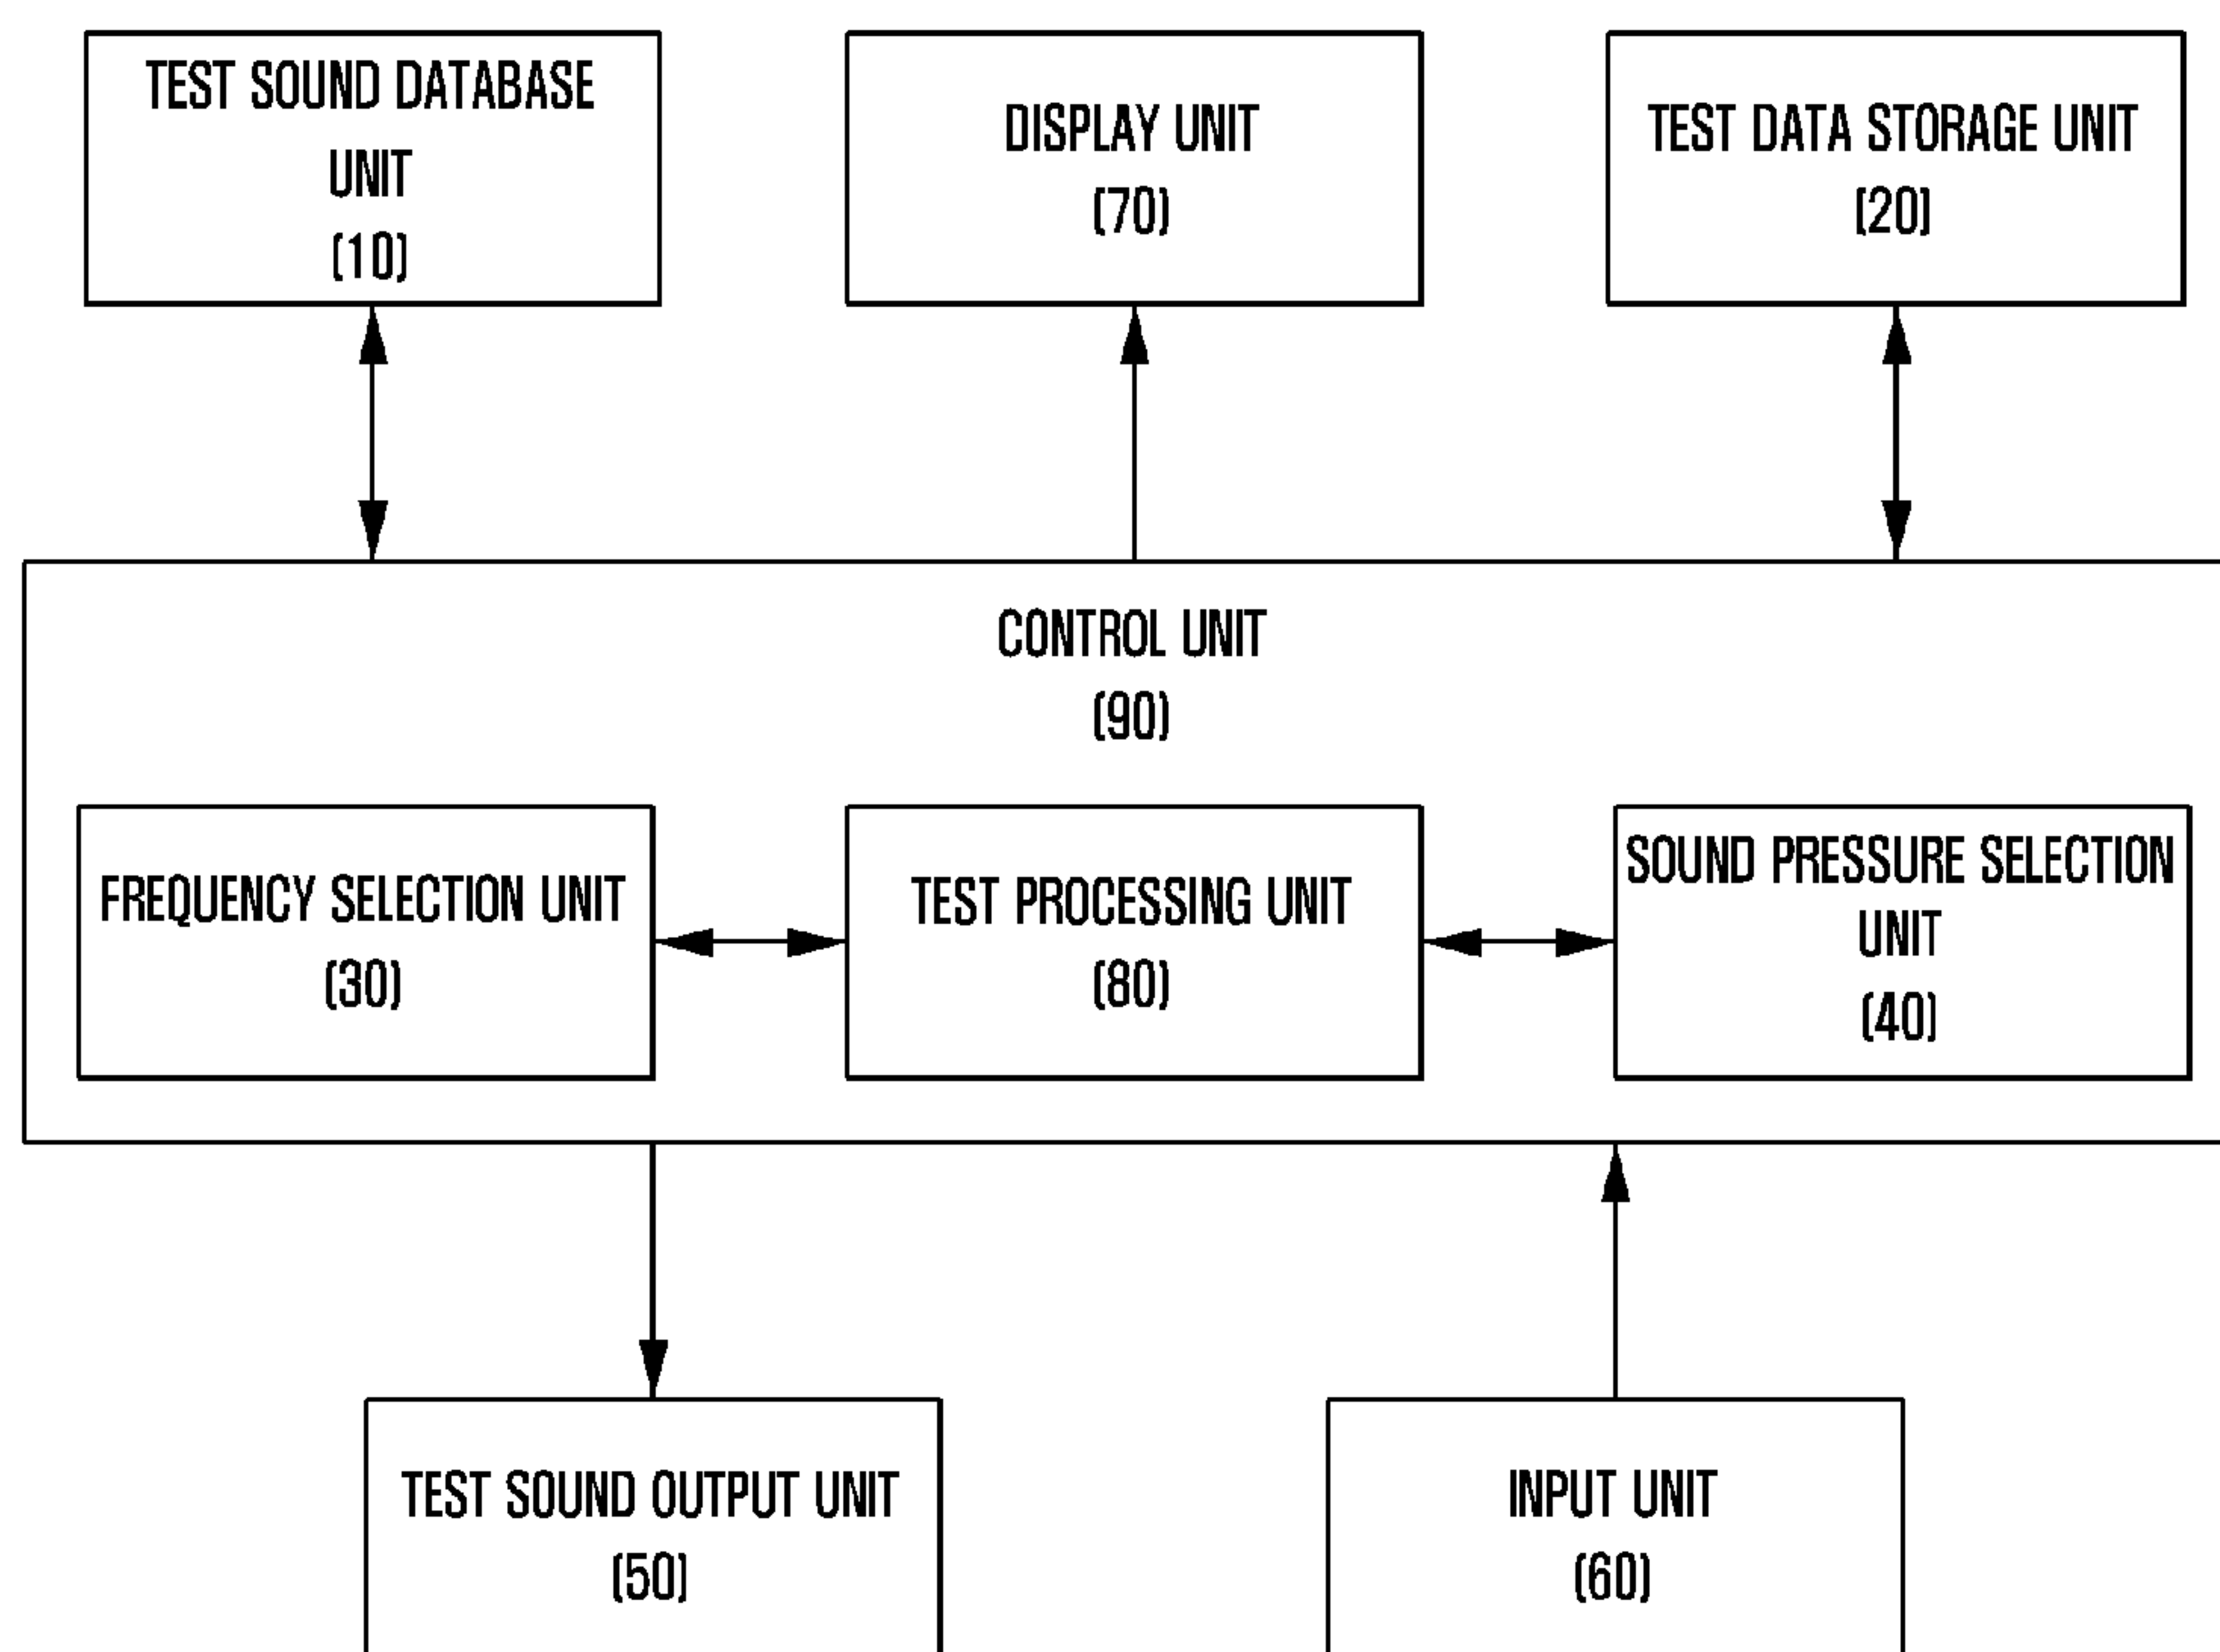 TEST SOUND DATABASE
UNIT
(10)
DISPLAY UNIT
(70)
TEST DATA STORAGE UNIT
(20)
CONTROL UNIT
(90)
FREQUENCY SELECTION UNIT
(30)
TEST PROCESSING UNIT
(80)
SOUND PRESSURE SELECTION
UNIT
(40)
TEST SOUND OUTPUT UNIT
(50)
INPUT UNIT
(60)